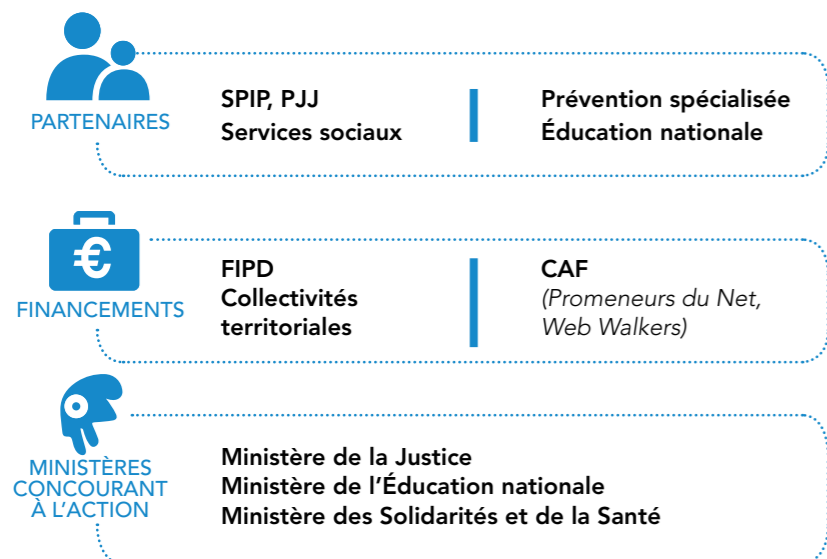 PARTENAIRES
SPIP, PJJ
Services sociaux
Prévention spécialisée
Éducation nationale
€
FINANCEMENTS
FIPD
Collectivités
territoriales
CAF
(Promeneurs du Net,
Web Walkers)
MINISTÈRES
CONCOURANT
À L'ACTION
Ministère de la Justice
Ministère de l'Éducation nationale
Ministère des Solidarités et de la Santé